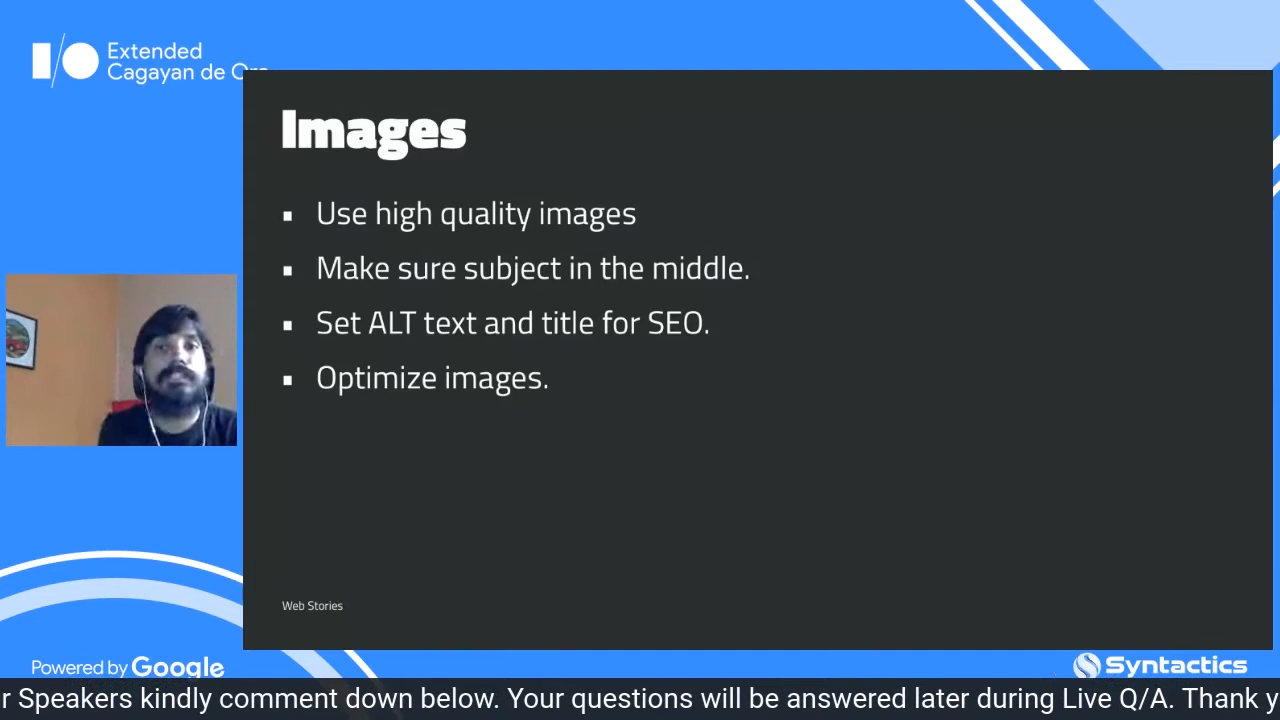 Extended
Cagayan de Oro
Images
Use high quality images
Make sure subject in the middle.
Set ALT text and title for SEO.
Optimize images.
Web Stories
Powered by Google
Syntactics
r Speakers kindly comment down below. Your questions will be answered later during Live Q/A. Thank y